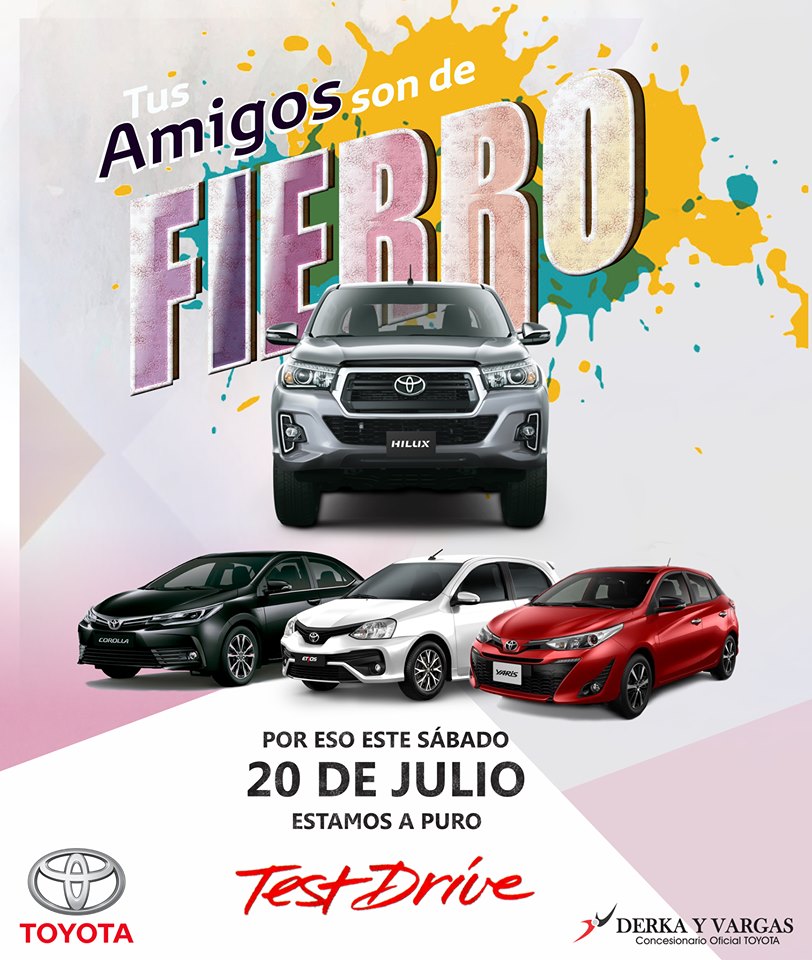 Tus
Amigos son de
FIERRO
HILUX
COROLLA
ETIOS
YARiS
POR ESO ESTE SÁBADO
20 DE JULIO
ESTAMOS A PURO
Test Drive
TOYOTA
DERKA Y VARGAS
Concesionario Oficial TOYOTA